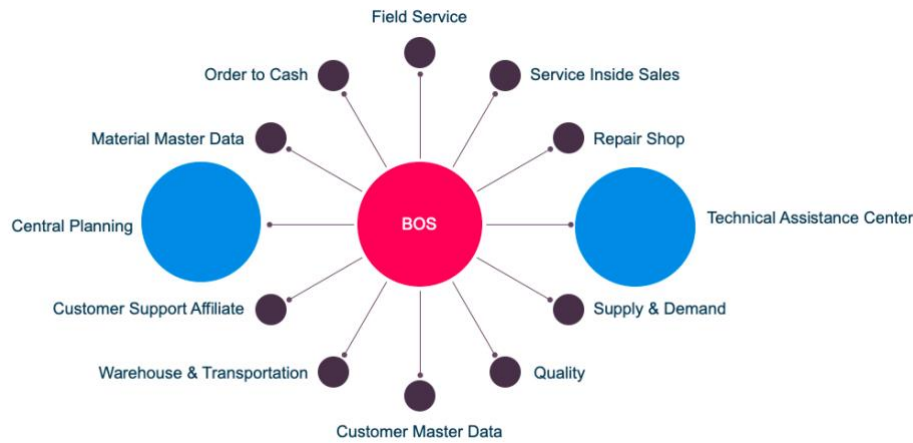 Field Service
Order to Cash
Service Inside Sales
Material Master Data
Repair Shop
Central Planning
BOS
Technical Assistance Center
Customer Support Affiliate
Supply & Demand
Warehouse & Transportation
Quality
Customer Master Data